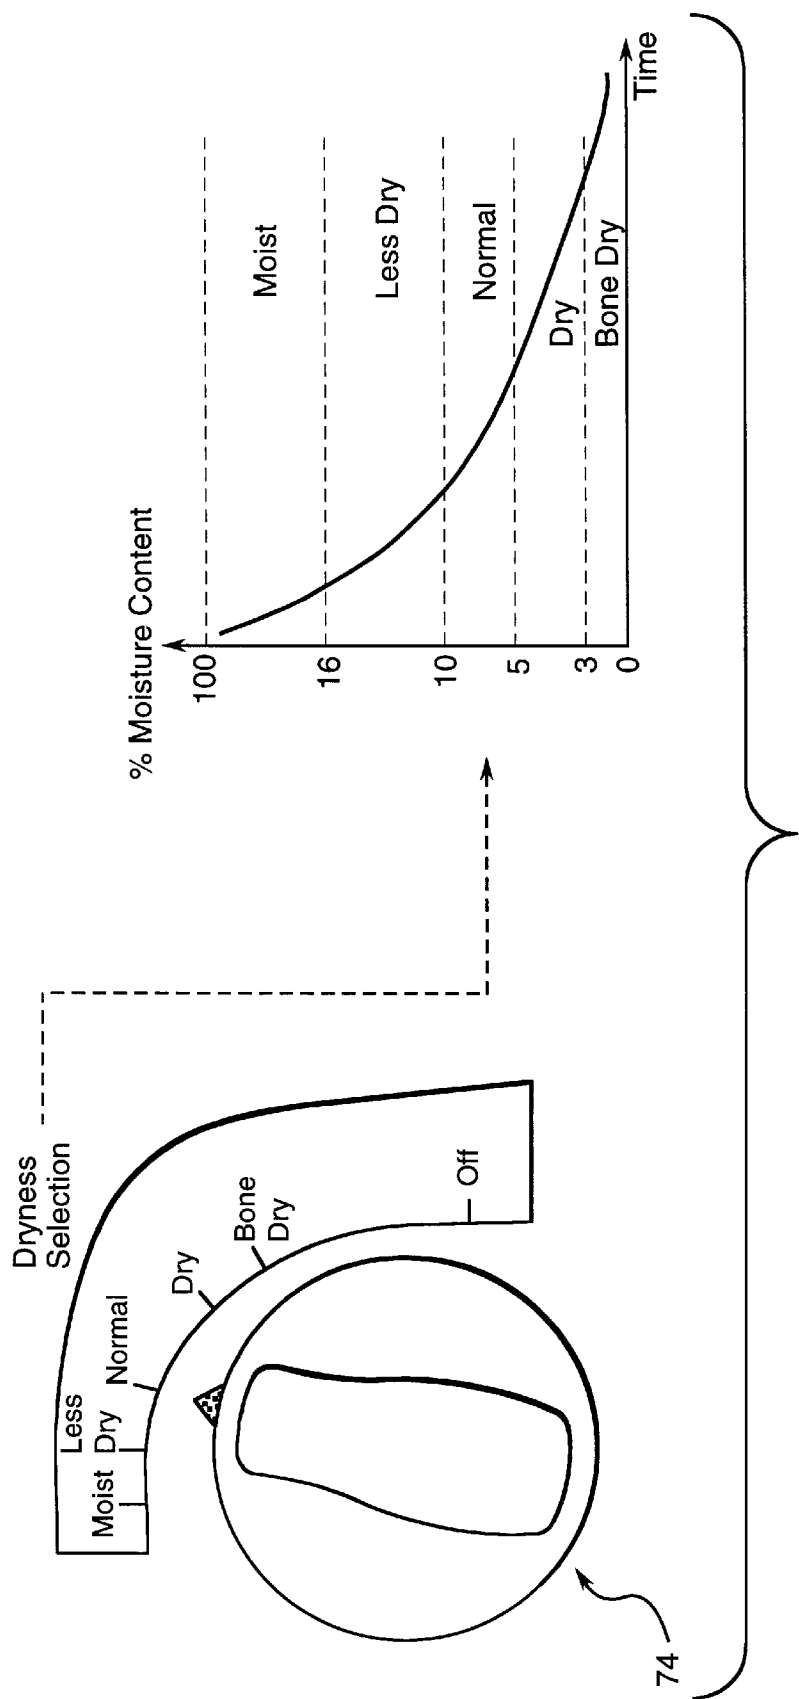 Dryness
Selection
Less
Moist Dry Normal
Dry
Bone
Dry
Off
74
% Moisture Content
100
16
10
5
3
0
Moist
Less Dry
Normal
Dry
Bone Dry
Time